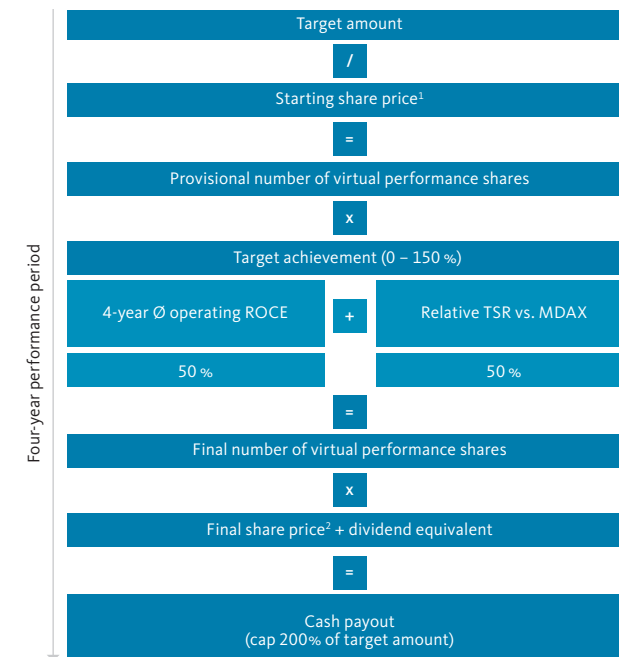 Target amount
/
Starting share price¹
=
Provisional number of virtual performance shares
x
Target achievement (0 – 150 %)
4-year Ø operating ROCE
+
Relative TSR vs. MDAX
50 %
50 %
=
Final number of virtual performance shares
x
Final share price² + dividend equivalent
=
Cash payout
(cap 200% of target amount)
Four-year performance period